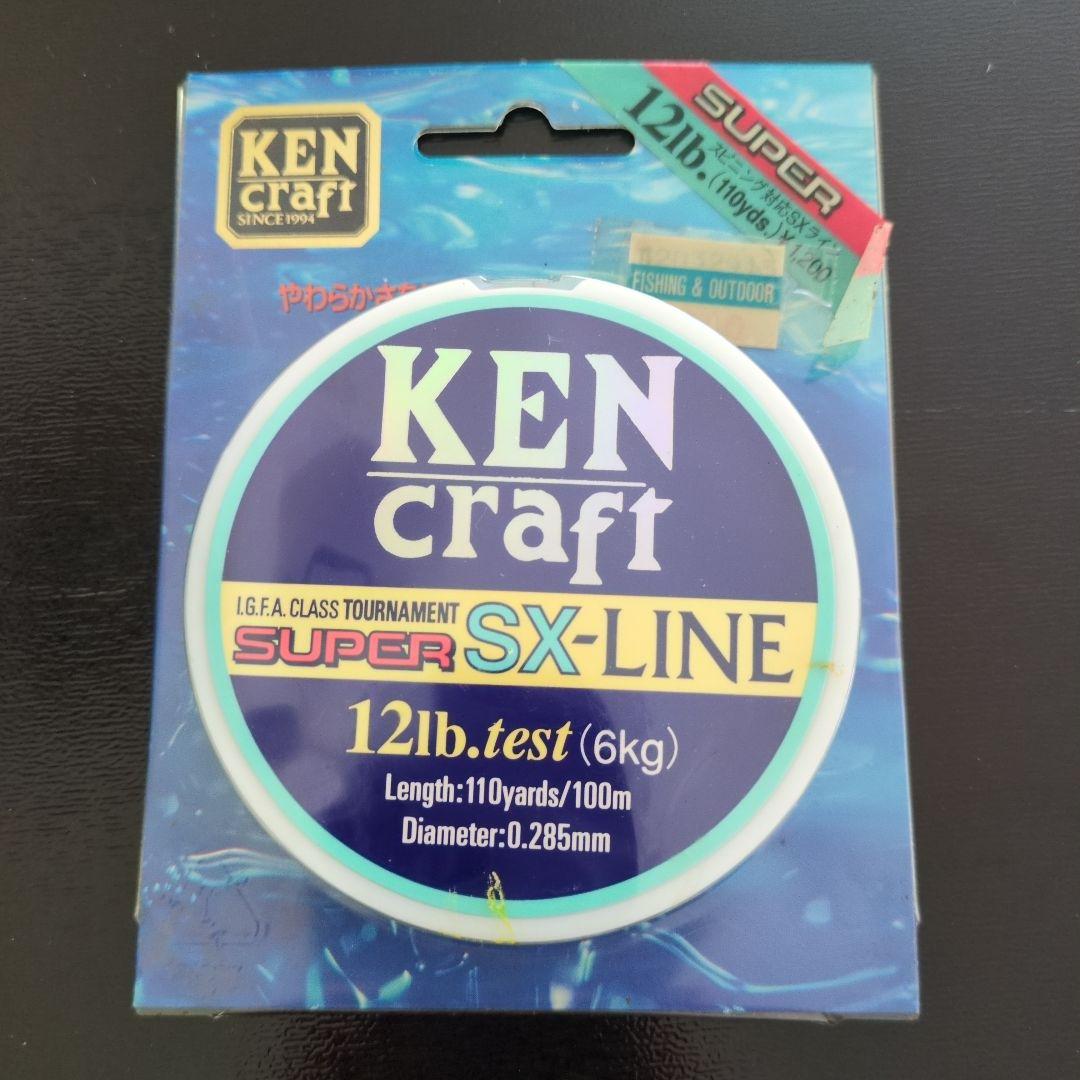 KEN
craft
SINCE 1994
SUPER
12lb.
スピニング対応SXライン
(110yds.)¥1,200
FISHING & OUTDOOR
やわらかさ
KEN
craft
I.G.F.A. CLASS TOURNAMENT
SUPER SX-LINE
12lb.test (6kg)
Length:110yards/100m
Diameter:0.285mm